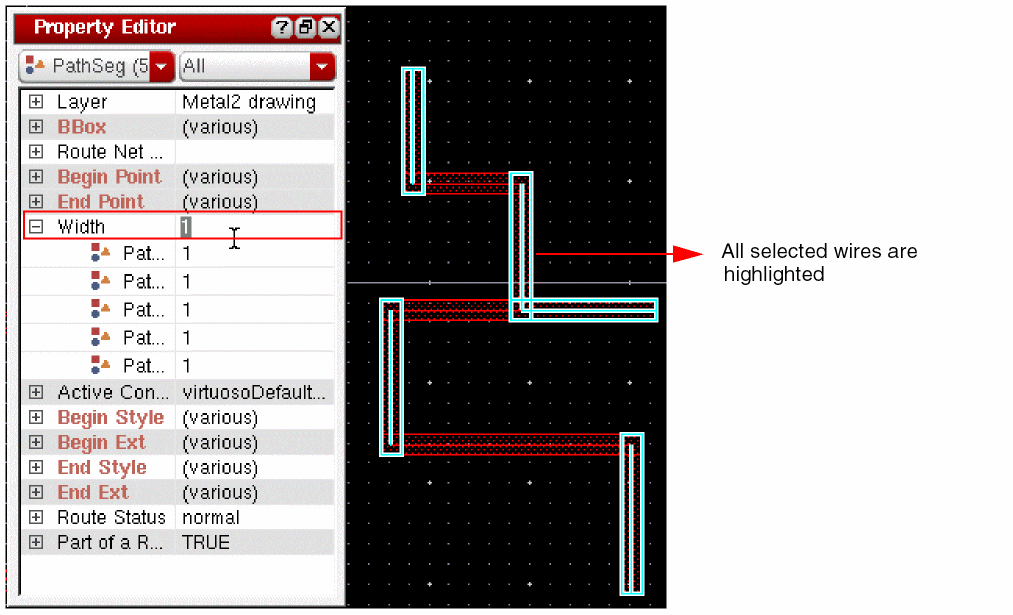 Property Editor
PathSeg (5 All
Layer Metal2 drawing
BBox (various)
Route Net ...
Begin Point (various)
End Point (various)
Width 1
Pat... 1
Pat... 1
Pat... 1
Pat... 1
Pat... 1
Active Con... virtuosoDefault...
Begin Style (various)
Begin Ext (various)
End Style (various)
End Ext (various)
Route Status normal
Part of a R... TRUE
All selected wires are
highlighted